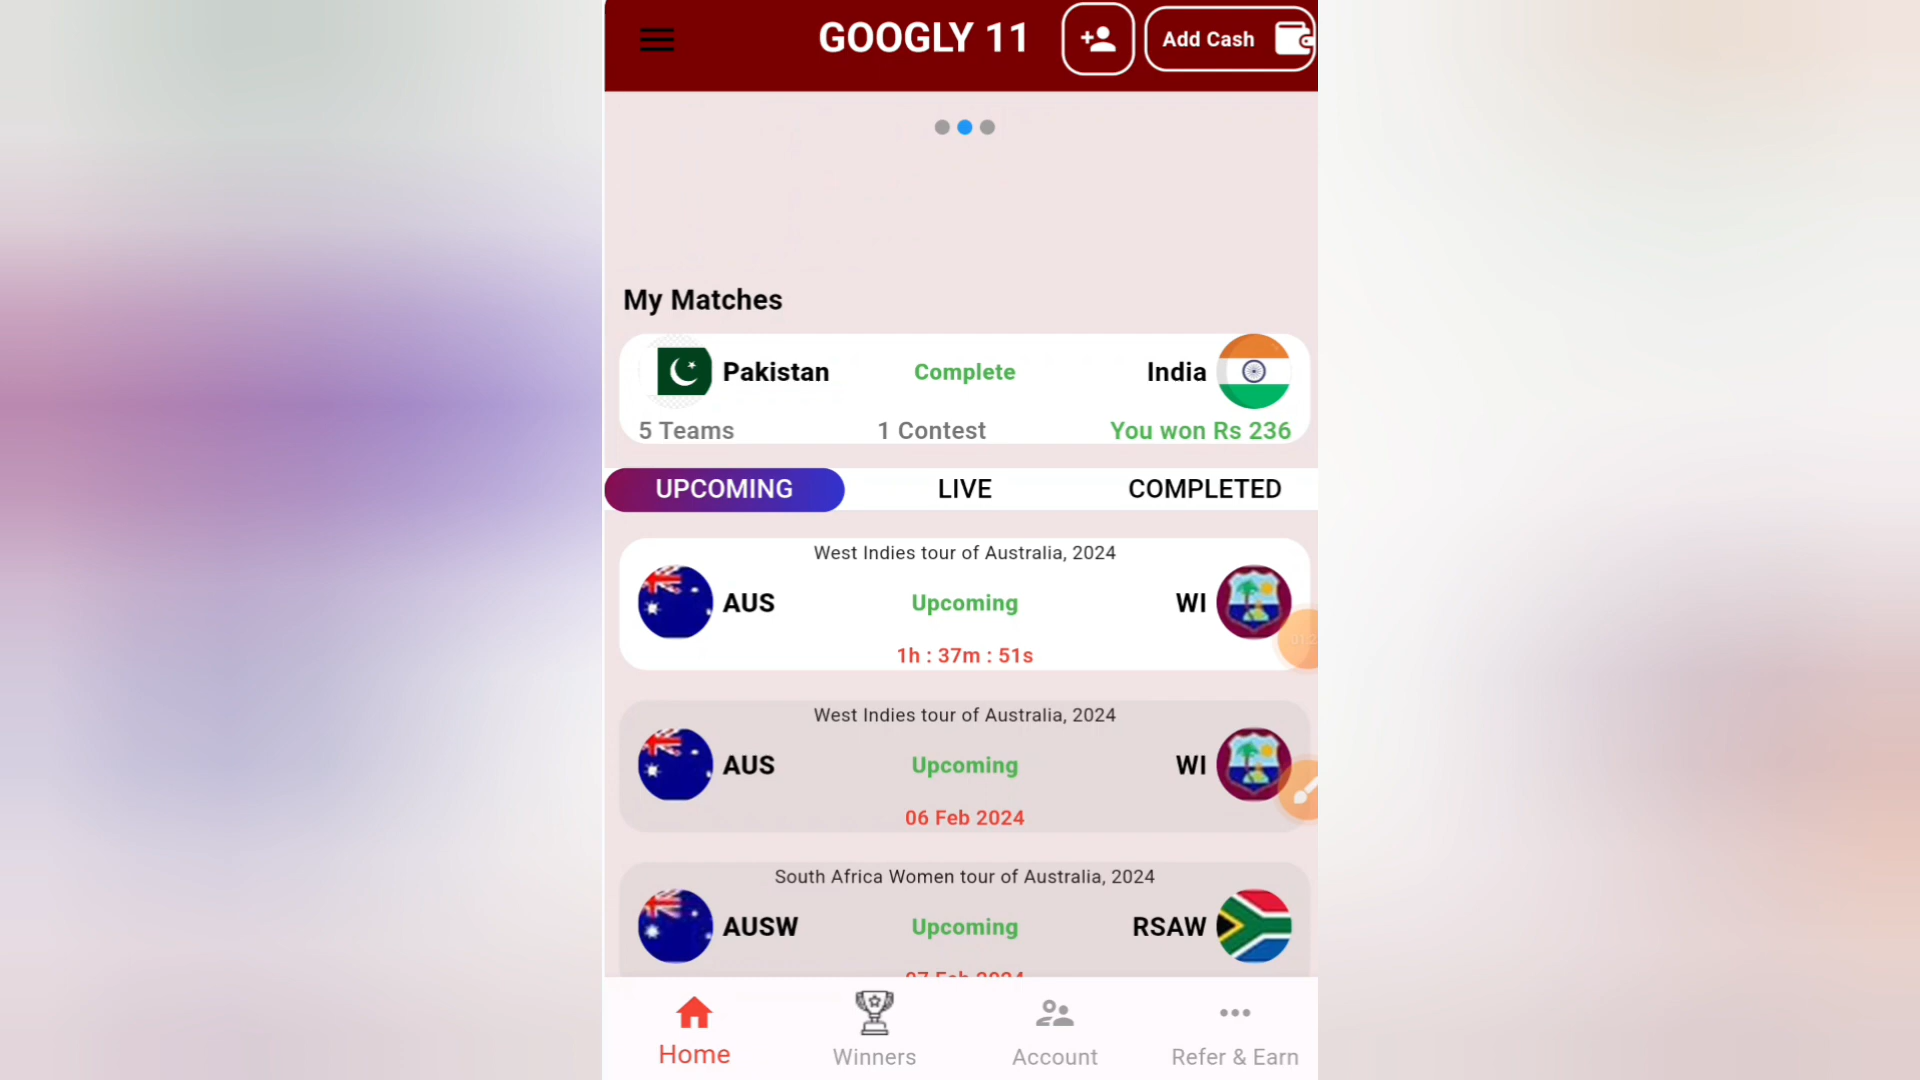 GOOGLY 11
Add Cash
My Matches
Pakistan Complete India
5 Teams 1 Contest You won Rs 236
UPCOMING LIVE COMPLETED
West Indies tour of Australia, 2024
AUS Upcoming WI
1h : 37m : 51s
West Indies tour of Australia, 2024
AUS Upcoming WI
06 Feb 2024
South Africa Women tour of Australia, 2024
AUSW Upcoming RSAW
07 Feb 2024
Home Winners Account Refer & Earn